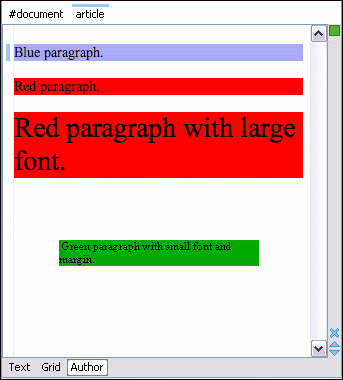 #document article
Blue paragraph.
Red paragraph.
Red paragraph with large
font.
Green paragraph with small font and
margin.
Text Grid Author